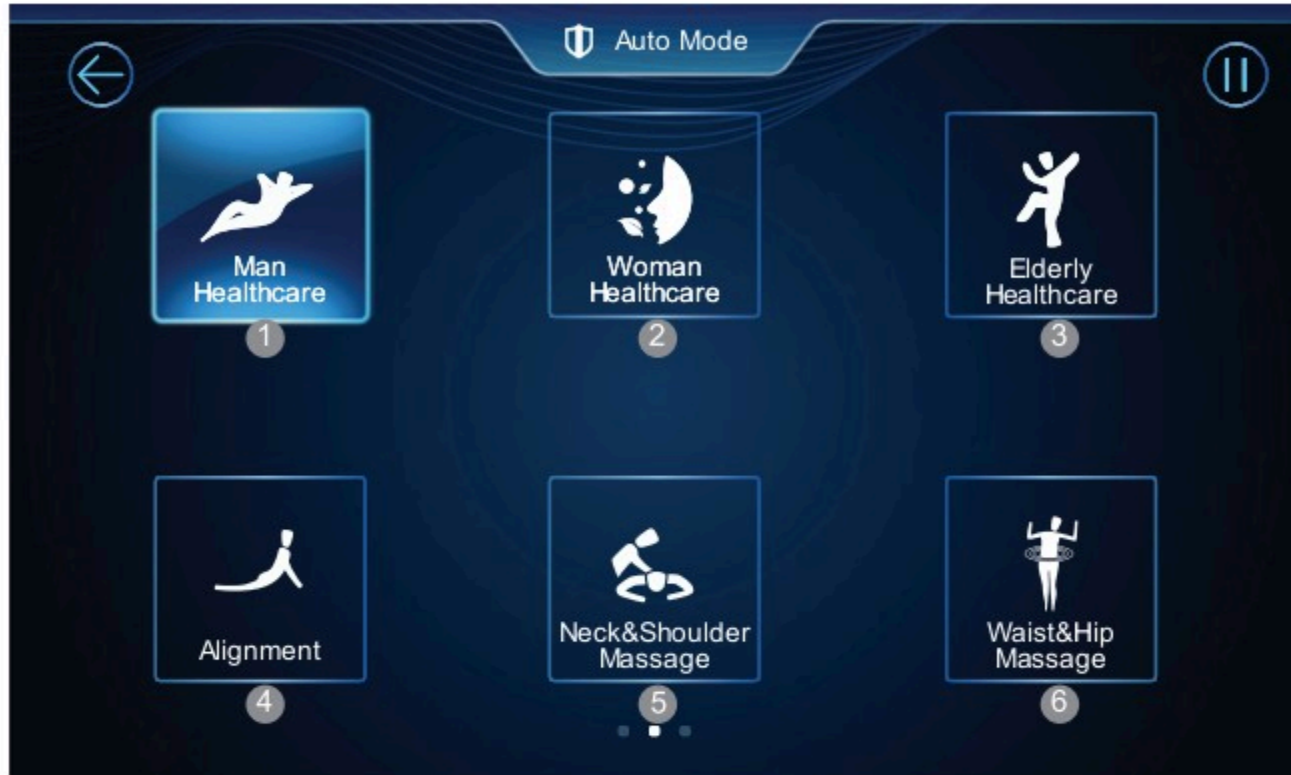 Auto Mode
Man
Healthcare
1
Woman
Healthcare
2
Elderly
Healthcare
3
Alignment
4
Neck&Shoulder
Massage
5
Waist&Hip
Massage
6